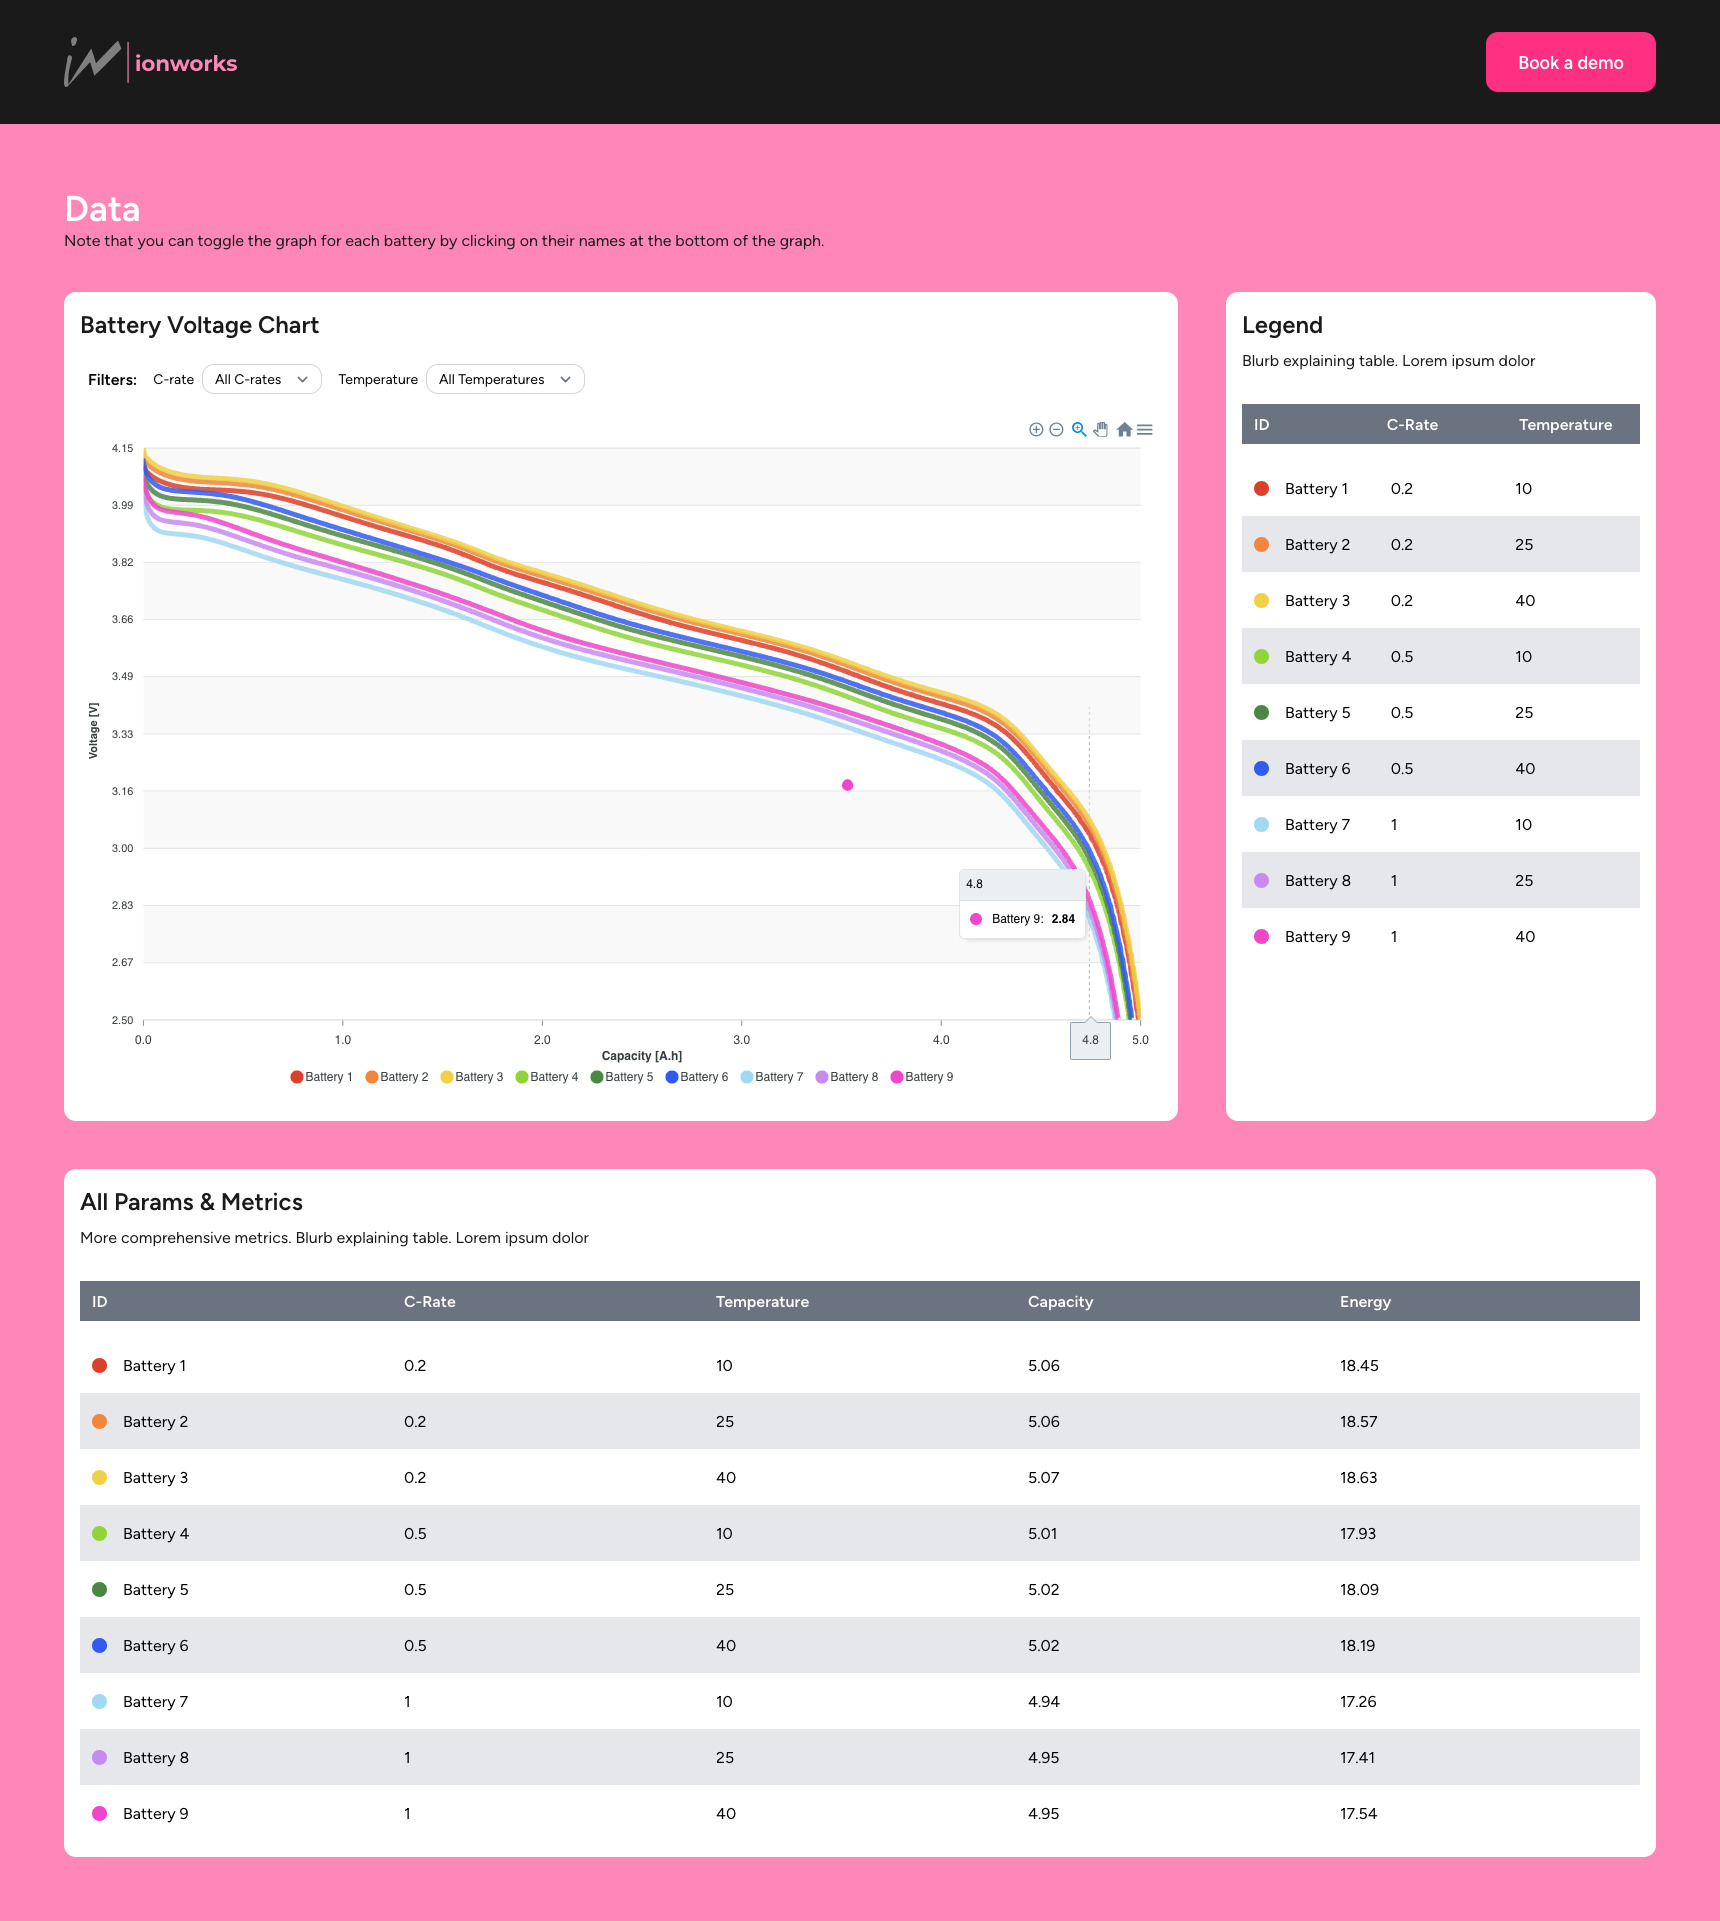 ionworks
Book a demo
Data
Note that you can toggle the graph for each battery by clicking on their names at the bottom of the graph.
Battery Voltage Chart
Filters: C-rate All C-rates Temperature All Temperatures
4.15
3.99
3.82
3.66
3.49
3.33
3.16
3.00
2.83
2.67
2.50
Voltage [V]
4.8
Battery 9: 2.84
0.0 1.0 2.0 3.0 4.0 4.8 5.0
Capacity [A.h]
Battery 1 Battery 2 Battery 3 Battery 4 Battery 5 Battery 6 Battery 7 Battery 8 Battery 9
Legend
Blurb explaining table. Lorem ipsum dolor
ID C-Rate Temperature
Battery 1 0.2 10
Battery 2 0.2 25
Battery 3 0.2 40
Battery 4 0.5 10
Battery 5 0.5 25
Battery 6 0.5 40
Battery 7 1 10
Battery 8 1 25
Battery 9 1 40
All Params & Metrics
More comprehensive metrics. Blurb explaining table. Lorem ipsum dolor
ID C-Rate Temperature Capacity Energy
Battery 1 0.2 10 5.06 18.45
Battery 2 0.2 25 5.06 18.57
Battery 3 0.2 40 5.07 18.63
Battery 4 0.5 10 5.01 17.93
Battery 5 0.5 25 5.02 18.09
Battery 6 0.5 40 5.02 18.19
Battery 7 1 10 4.94 17.26
Battery 8 1 25 4.95 17.41
Battery 9 1 40 4.95 17.54